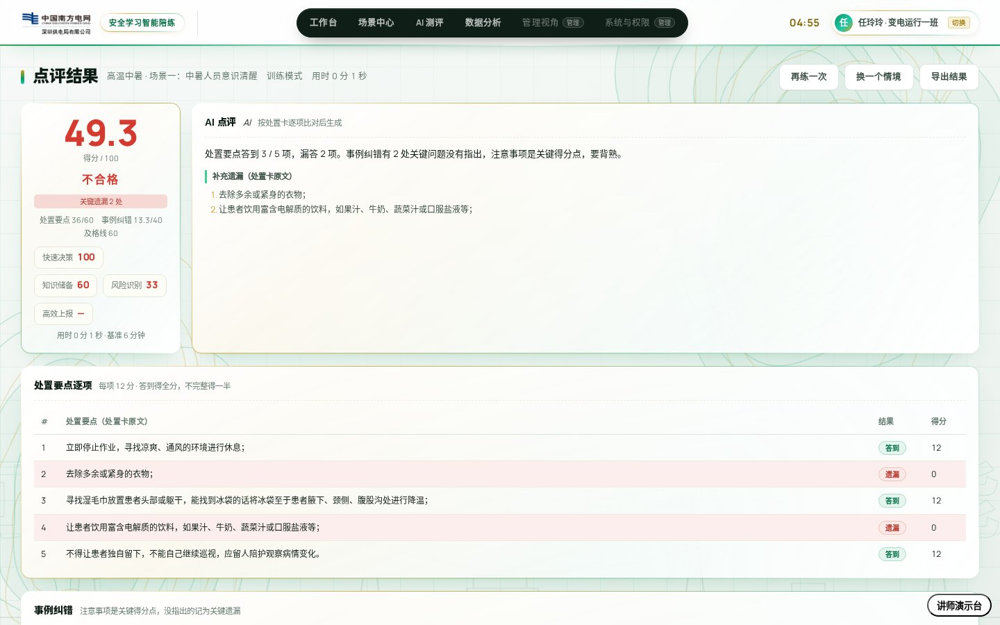 中国南方电网
CHINA SOUTHERN POWER GRID
深圳供电局有限公司
安全学习智能陪练
工作台
场景中心
AI 测评
数据分析
管理视角 管理
系统与权限 管理
04:55
任 任玲玲 · 变电运行一班 切换
点评结果 高温中暑 · 场景一：中暑人员意识清醒 训练模式 用时 0 分 1 秒
再练一次
换一个情境
导出结果
49.3
得分 / 100
不合格
关键遗漏 2 处
处置要点 36/60 事例纠错 13.3/40
及格线 60
快速决策 100
知识储备 60
风险识别 33
高效上报 —
用时 0 分 1 秒 · 基准 6 分钟
AI 点评 AI 按处置卡逐项比对后生成
处置要点答到 3 / 5 项，漏答 2 项。事例纠错有 2 处关键问题没有指出，注意事项是关键得分点，要背熟。
补充遗漏（处置卡原文）
1. 去除多余或紧身的衣物；
2. 让患者饮用富含电解质的饮料，如果汁、牛奶、蔬菜汁或口服盐液等；
处置要点逐项 每项 12 分 · 答到得全分，不完整得一半
# 处置要点（处置卡原文） 结果 得分
1 立即停止作业，寻找凉爽、通风的环境进行休息； 答到 12
2 去除多余或紧身的衣物； 遗漏 0
3 寻找湿毛巾放置患者头部或躯干，能找到冰袋的话将冰袋至于患者腋下、颈侧、腹股沟处进行降温； 答到 12
4 让患者饮用富含电解质的饮料，如果汁、牛奶、蔬菜汁或口服盐液等； 遗漏 0
5 不得让患者独自留下，不能自己继续巡视，应留人陪护观察病情变化。 答到 12
事例纠错 注意事项是关键得分点，没指出的记为关键遗漏
讲师演示台